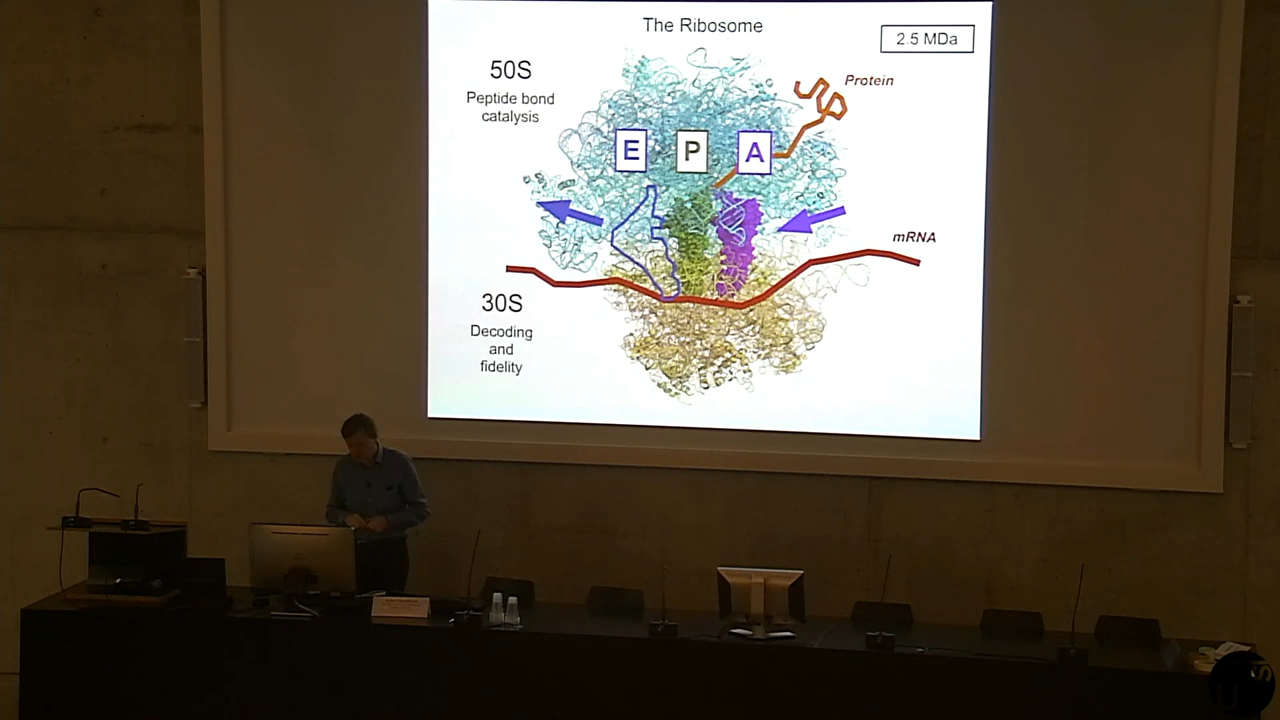 The Ribosome
2.5 MDa
50S
Peptide bond
catalysis
Protein
E
P
A
mRNA
30S
Decoding
and
fidelity